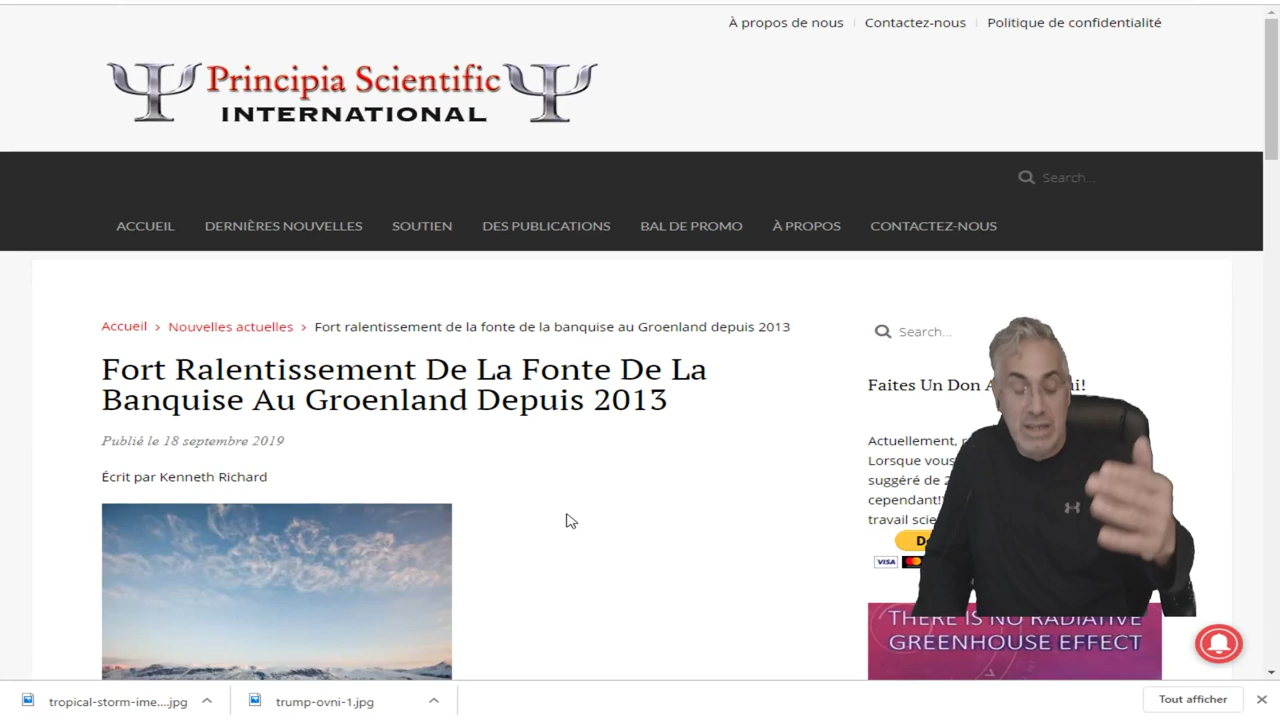 À propos de nous
Contactez-nous
Politique de confidentialité
Principia Scientific
INTERNATIONAL
Search...
ACCUEIL
DERNIÈRES NOUVELLES
SOUTIEN
DES PUBLICATIONS
BAL DE PROMO
À PROPOS
CONTACTEZ-NOUS
Accueil > Nouvelles actuelles > Fort ralentissement de la fonte de la banquise au Groenland depuis 2013
Fort Ralentissement De La Fonte De La
Banquise Au Groenland Depuis 2013
Publié le 18 septembre 2019
Écrit par Kenneth Richard
Search...
Faites Un Don
Actuellement,
Lorsque vous
suggéré de
cependant!
travail
VISA
THERE IS NO RADIATIVE
GREENHOUSE EFFECT
tropical-storm-ime....jpg
trump-ovni-1.jpg
Tout afficher